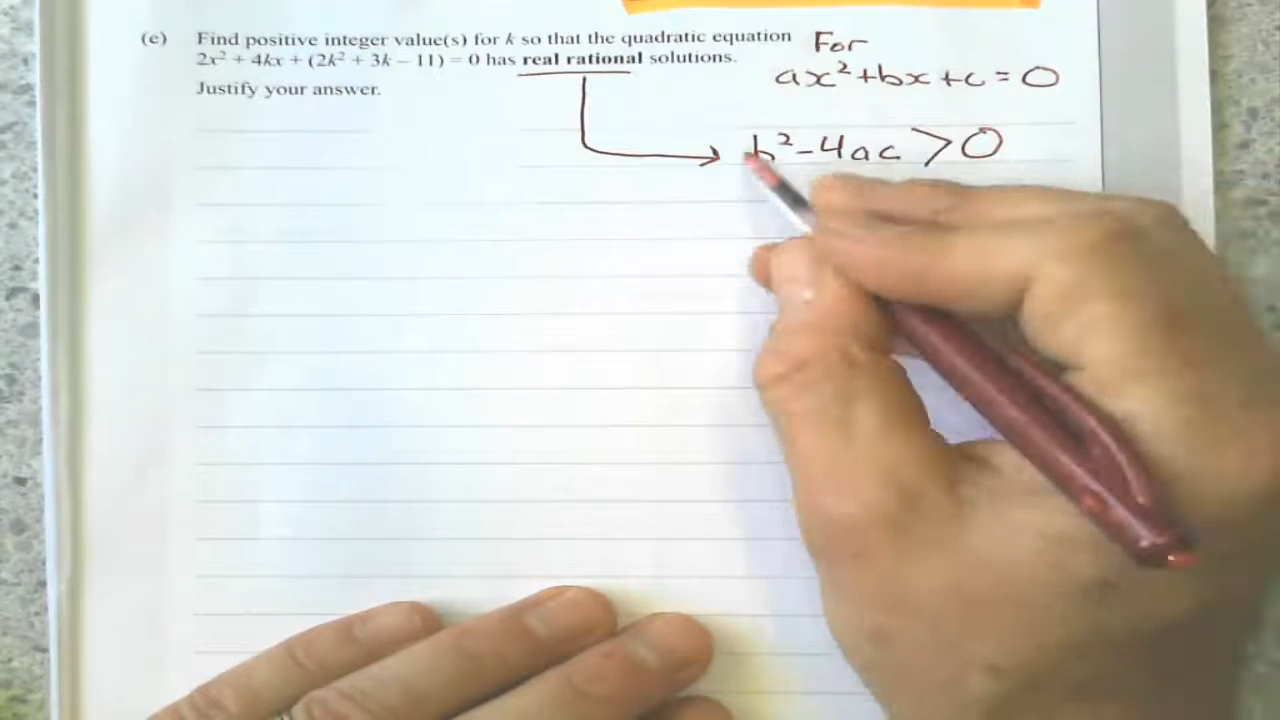 (e) Find positive integer value(s) for k so that the quadratic equation
2x² + 4kx + (2k² + 3k – 11) = 0 has real rational solutions.
Justify your answer.
For
ax²+bx+c=0
b²-4ac>0